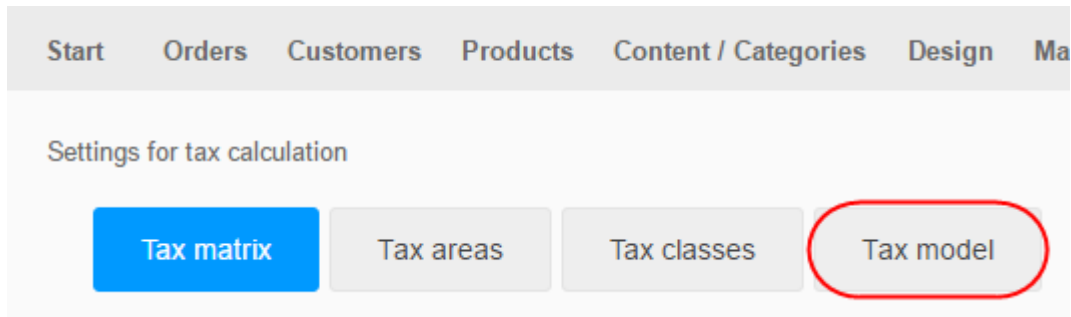 Start Orders Customers Products Content / Categories Design Ma
Settings for tax calculation
Tax matrix Tax areas Tax classes Tax model